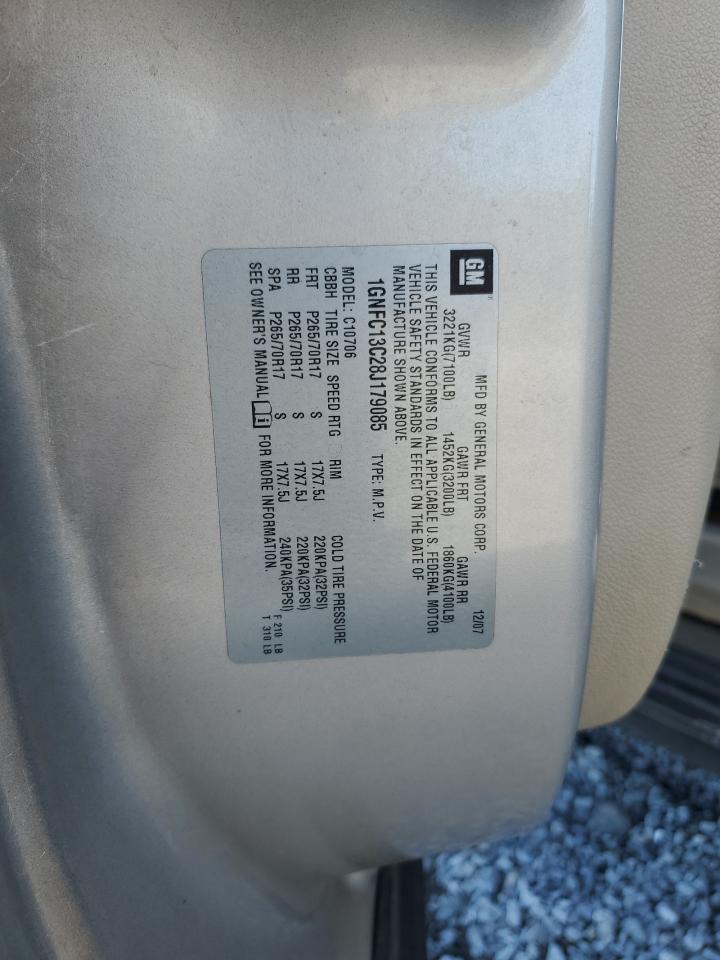 GM®
MFD BY GENERAL MOTORS CORP. 12/07
GVWR GAWR FRT GAWR RR
3221KG(7100LB) 1452KG(3200LB) 1860KG(4100LB)
THIS VEHICLE CONFORMS TO ALL APPLICABLE U.S. FEDERAL MOTOR
VEHICLE SAFETY STANDARDS IN EFFECT ON THE DATE OF
MANUFACTURE SHOWN ABOVE.
1GNFC13C28J179085 TYPE: M.P.V.
MODEL: C10706
CBBH TIRE SIZE SPEED RTG RIM COLD TIRE PRESSURE
FRT P265/70R17 S 17X7.5J 220KPA(32PSI)
RR P265/70R17 S 17X7.5J 220KPA(32PSI)
SPA P265/70R17 S 17X7.5J 240KPA(35PSI) F 210 LB
SEE OWNER'S MANUAL i FOR MORE INFORMATION. T 310 LB